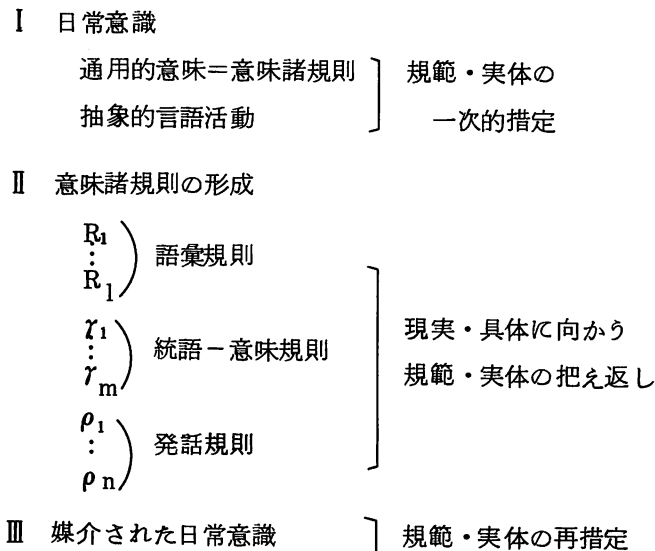 Ⅰ 日常意識
通用的意味＝意味諸規則 規範・実体の
抽象的言語活動 一次的措定
Ⅱ 意味諸規則の形成
R1
⋮ 語彙規則
Rl
γ1 現実・具体に向かう
⋮ 統語－意味規則
γm 規範・実体の把え返し
ρ1
⋮ 発話規則
ρn
Ⅲ 媒介された日常意識 規範・実体の再措定